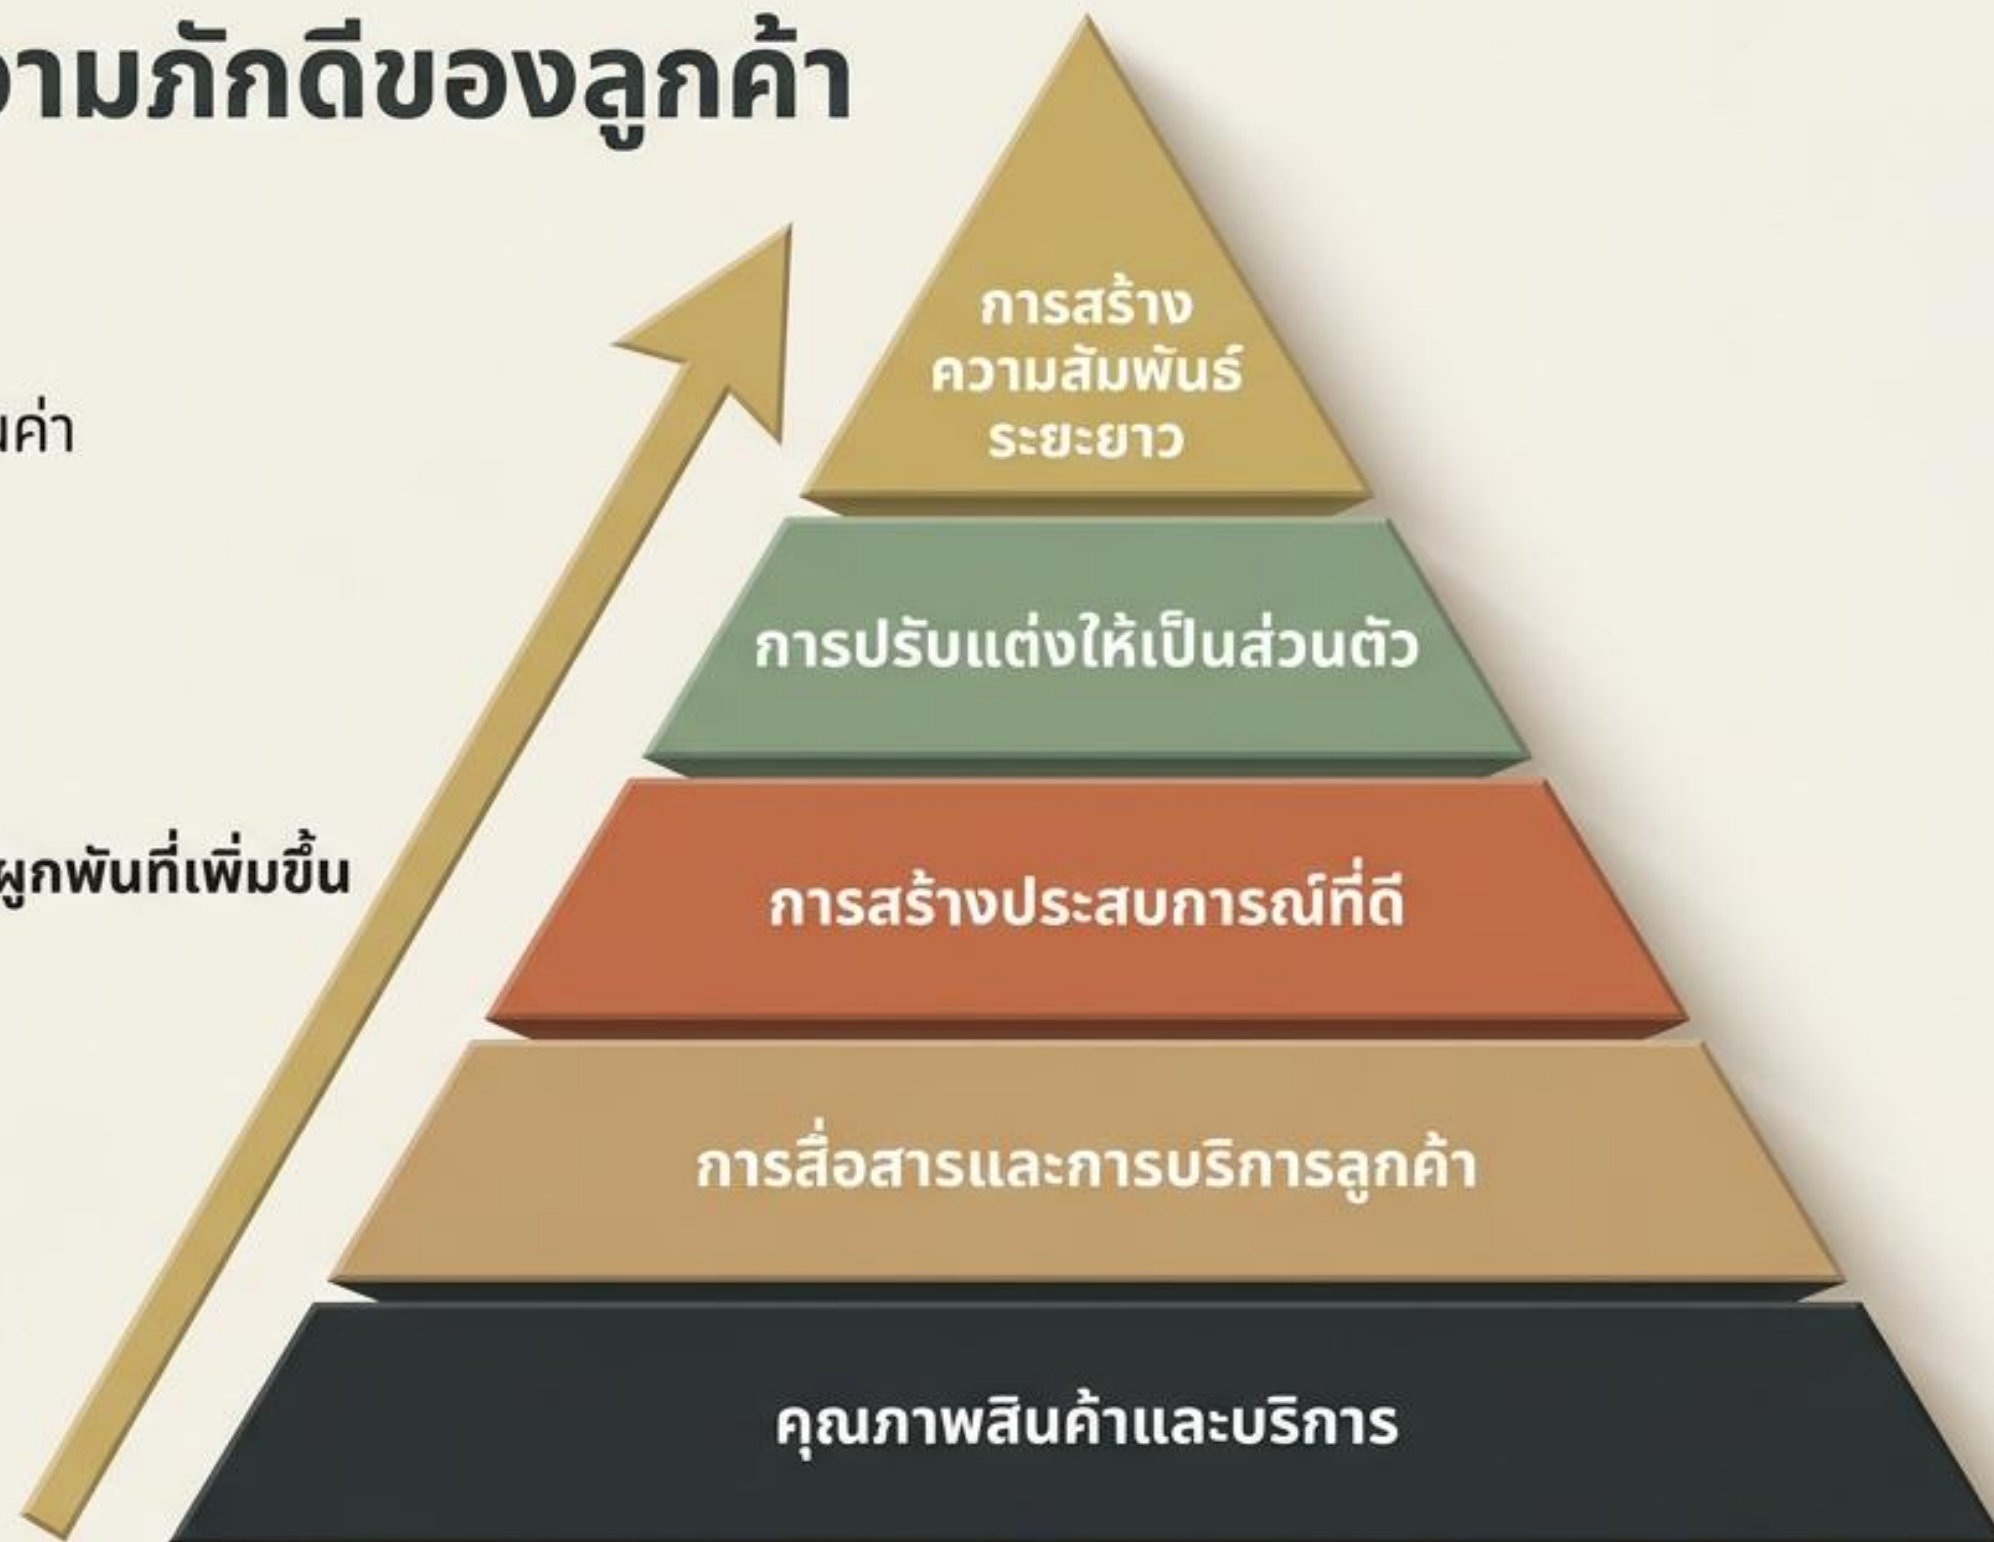 วามภักดีของลูกค้า
การสร้าง
ความสัมพันธ์
ระยะยาว
นค่า
การปรับแต่งให้เป็นส่วนตัว
ผูกพันที่เพิ่มขึ้น
การสร้างประสบการณ์ที่ดี
การสื่อสารและการบริการลูกค้า
คุณภาพสินค้าและบริการ